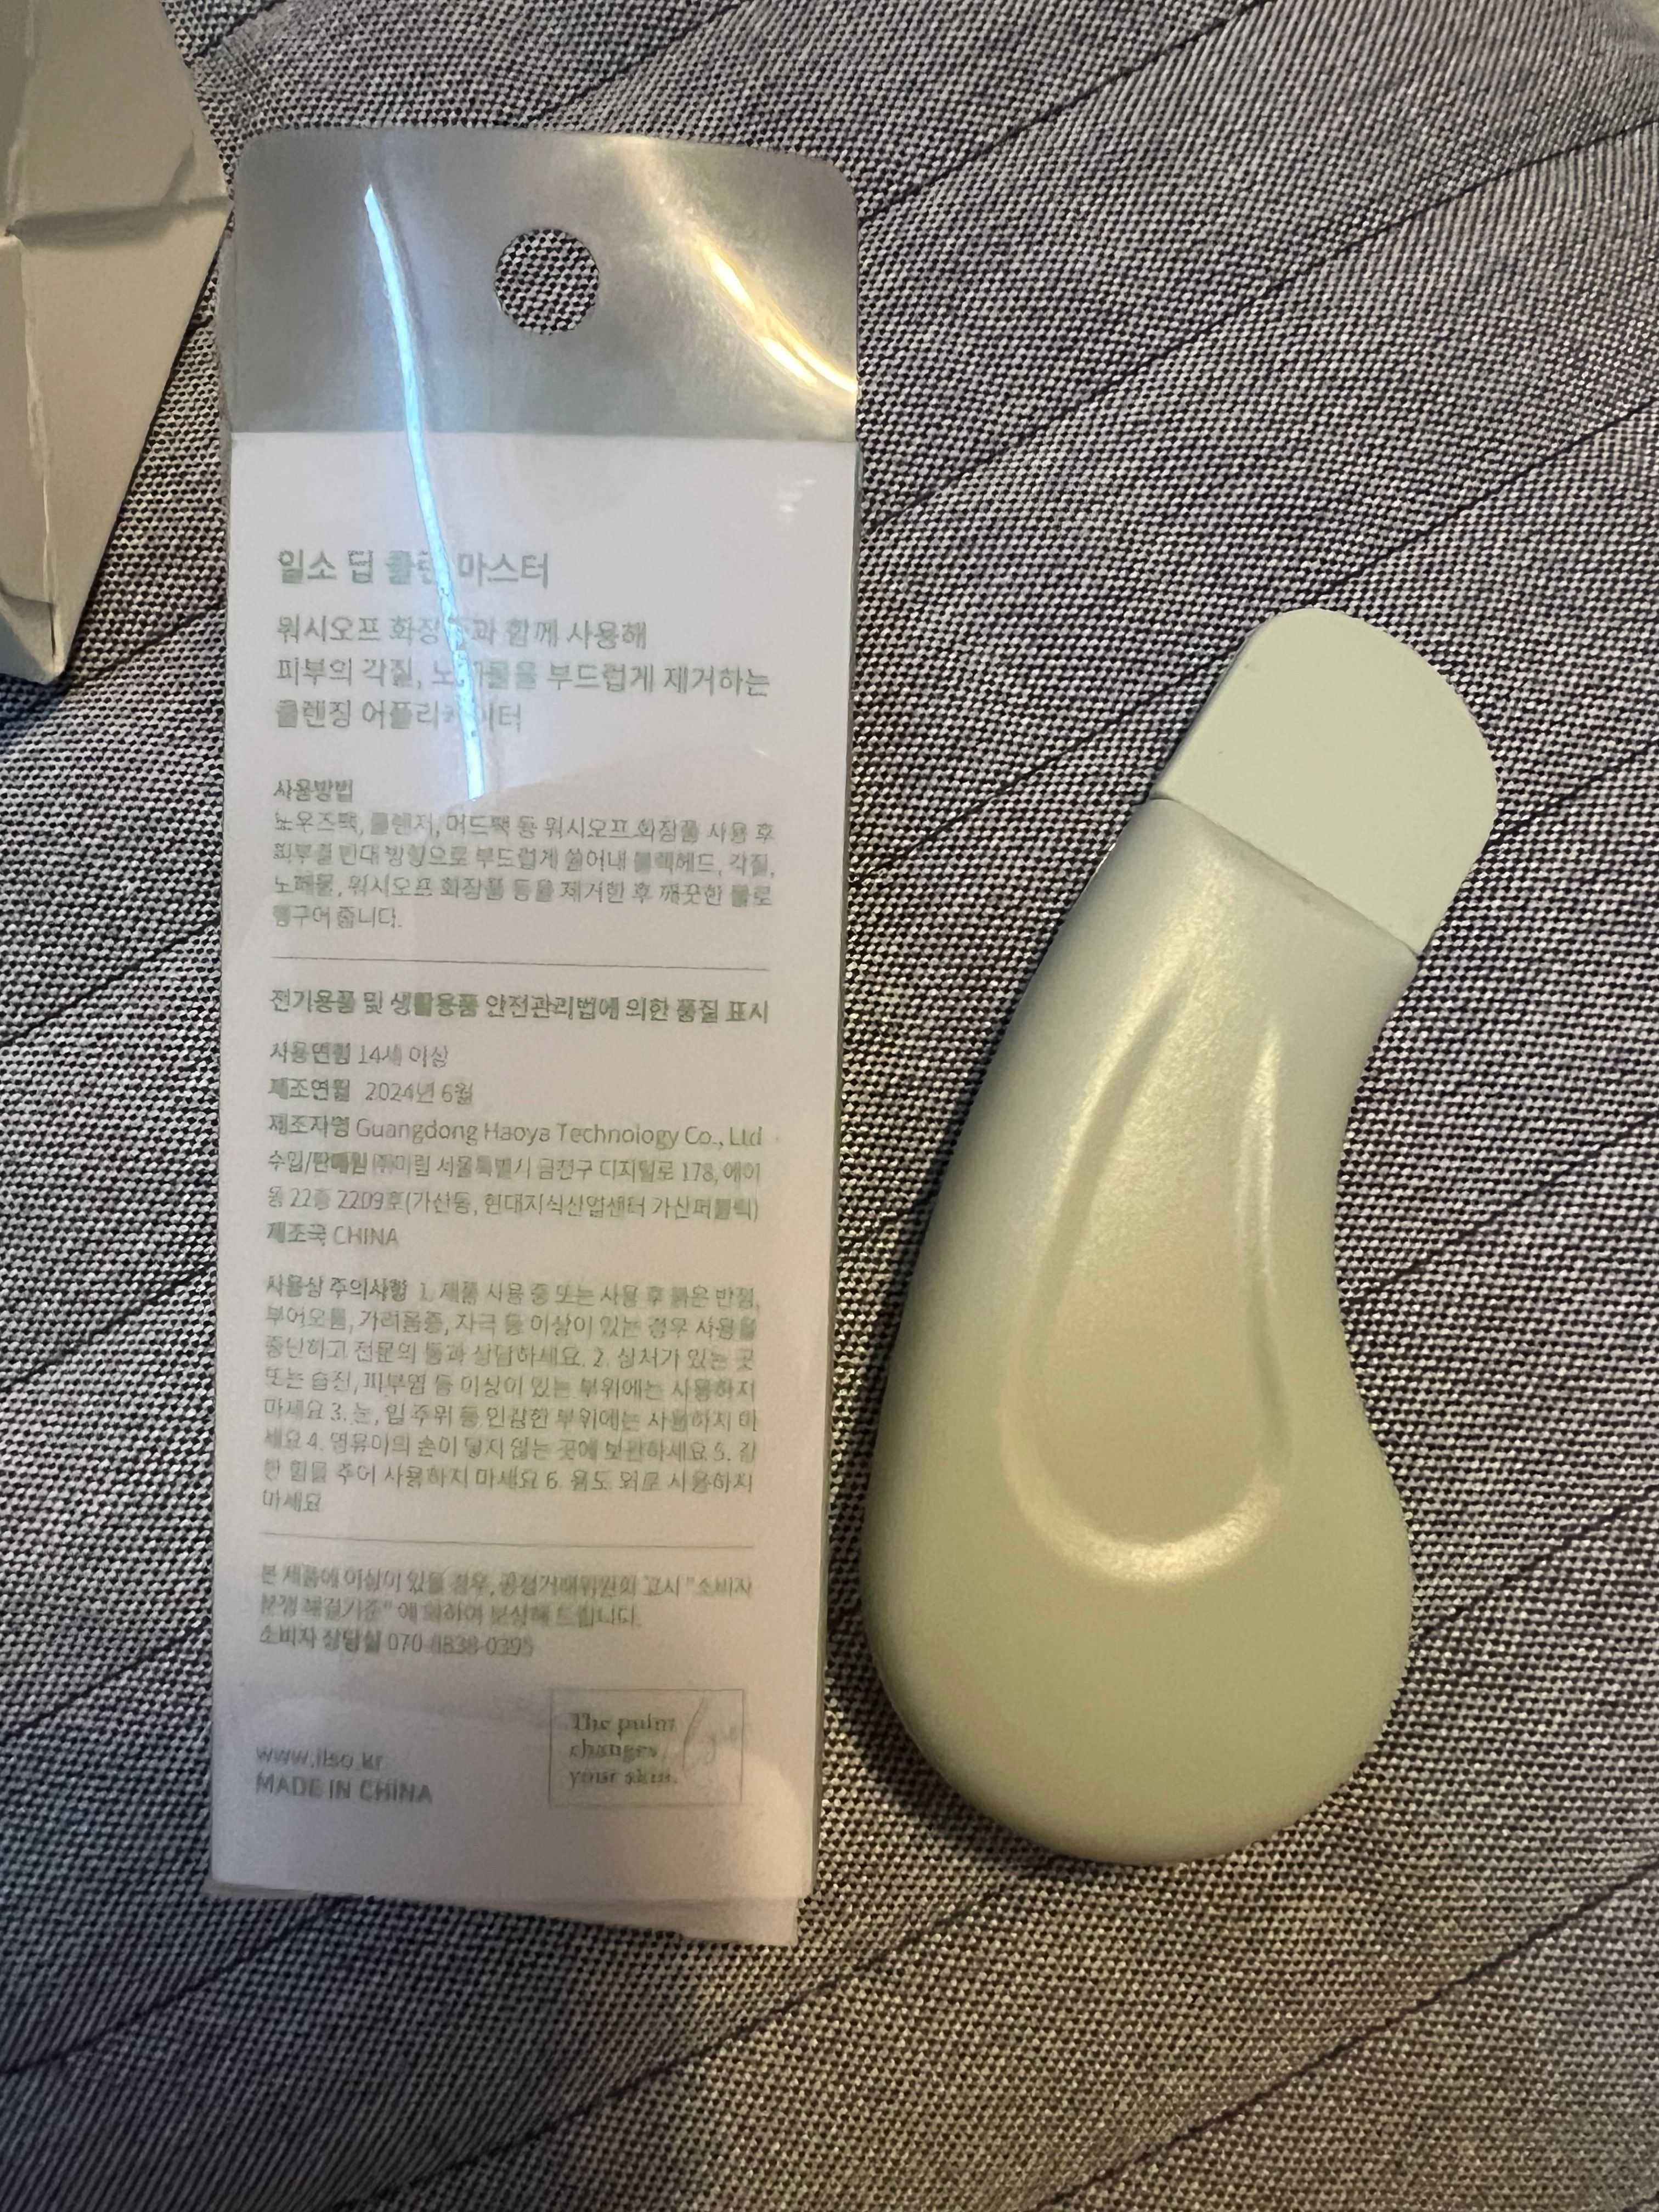 일소 딥 클린 마스터
워시오프 화장품과 함께 사용해
피부의 각질, 노폐물을 부드럽게 제거하는
클렌징 어플리케이터
사용방법
노우즈팩, 클렌저, 머드팩 등 워시오프 화장품 사용 후
피부결 반대 방향으로 부드럽게 쓸어내 블랙헤드, 각질,
노폐물, 워시오프 화장품 등을 제거한 후 깨끗한 물로
헹구어 줍니다.
전기용품 및 생활용품 안전관리법에 의한 품질 표시
사용연령 14세 이상
제조연월 2024년 6월
제조자명 Guangdong Haoya Technology Co., Ltd
수입/판매원 ㈜미림 서울특별시 금천구 디지털로 178, 에이
동 22층 2209호(가산동, 현대지식산업센터 가산퍼블릭)
제조국 CHINA
사용상 주의사항 1. 제품 사용 중 또는 사용 후 붉은 반점,
부어오름, 가려움증, 자극 등 이상이 있는 경우 사용을
중단하고 전문의 등과 상담하세요. 2. 상처가 있는 곳
또는 습진, 피부염 등 이상이 있는 부위에는 사용하지
마세요 3. 눈, 입 주위 등 민감한 부위에는 사용하지 마
세요 4. 영유아의 손이 닿지 않는 곳에 보관하세요 5. 강
한 힘을 주어 사용하지 마세요 6. 용도 외로 사용하지
마세요
본 제품에 이상이 있을 경우, 공정거래위원회 고시 "소비자
분쟁 해결기준" 에 의하여 보상해 드립니다.
소비자 상담실 070-8838-0395
The palm
changes
your skin.
www.ilso.kr
MADE IN CHINA